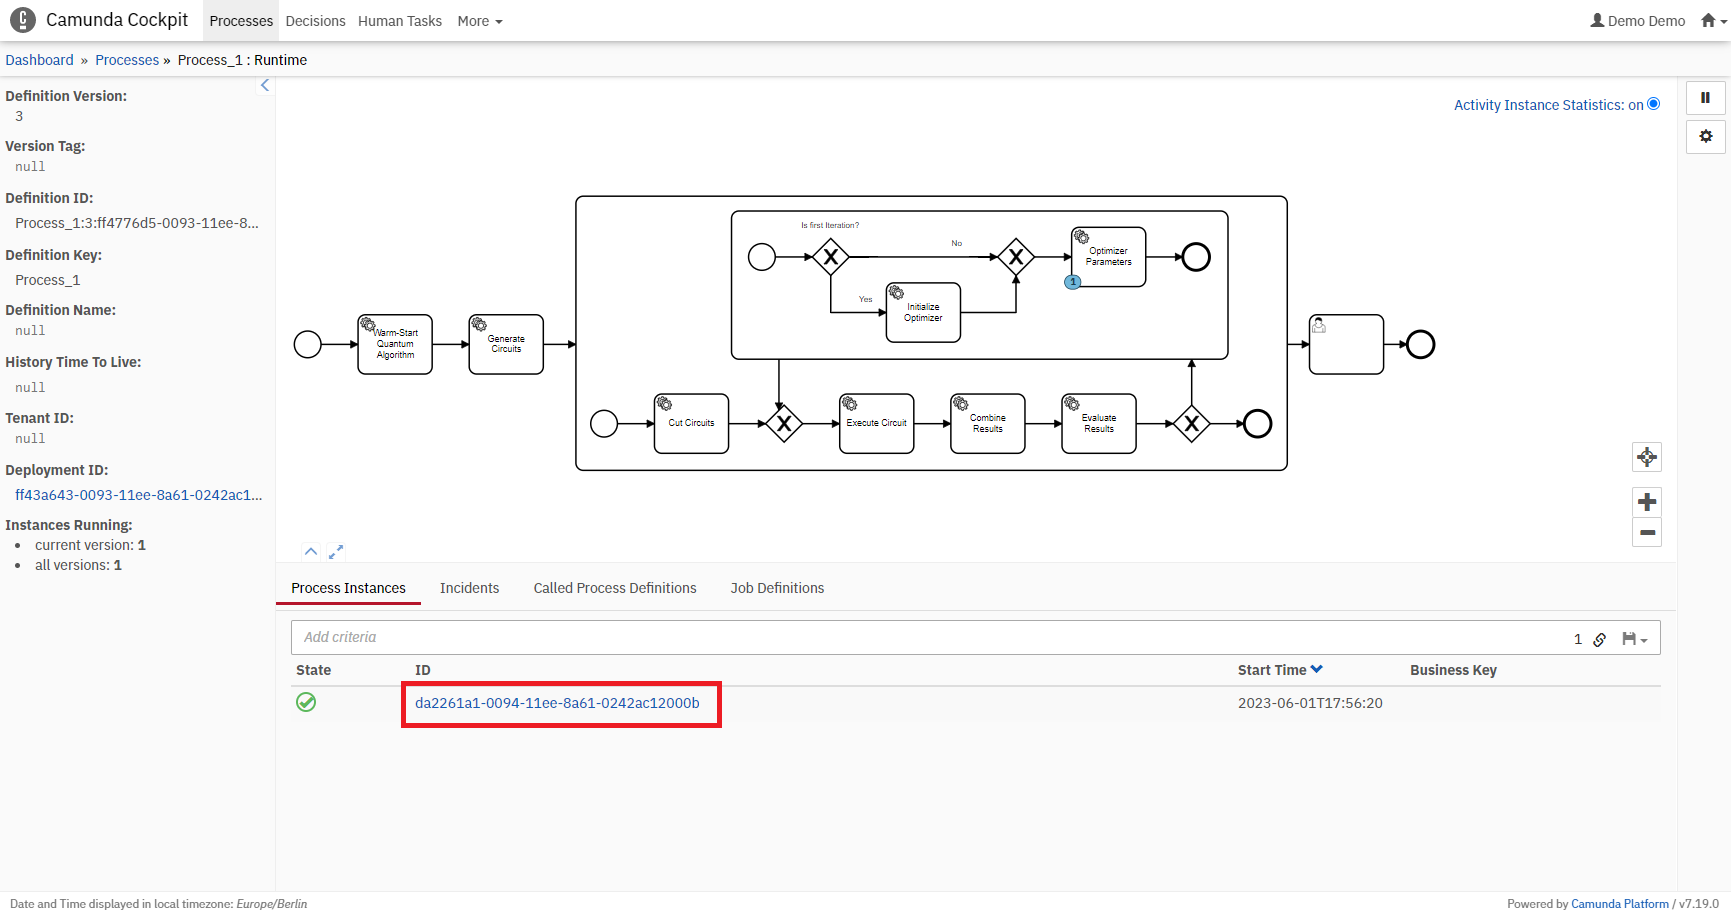 Camunda Cockpit Processes Decisions Human Tasks More Demo Demo
Dashboard » Processes » Process_1 : Runtime
Definition Version:
3
Version Tag:
null
Definition ID:
Process_1:3:ff4776d5-0093-11ee-8...
Definition Key:
Process_1
Definition Name:
null
History Time To Live:
null
Tenant ID:
null
Deployment ID:
ff43a643-0093-11ee-8a61-0242ac1...
Instances Running:
current version: 1
all versions: 1
Activity Instance Statistics: on
Is first Iteration?
No
Optimizer
Parameters
1
Yes
Initialize
Optimizer
Warm-Start
Quantum
Algorithm
Generate
Circuits
Cut Circuits
Execute Circuit
Combine
Results
Evaluate
Results
Process Instances Incidents Called Process Definitions Job Definitions
Add criteria 1
State ID Start Time Business Key
da2261a1-0094-11ee-8a61-0242ac12000b 2023-06-01T17:56:20
Date and Time displayed in local timezone: Europe/Berlin Powered by Camunda Platform / v7.19.0